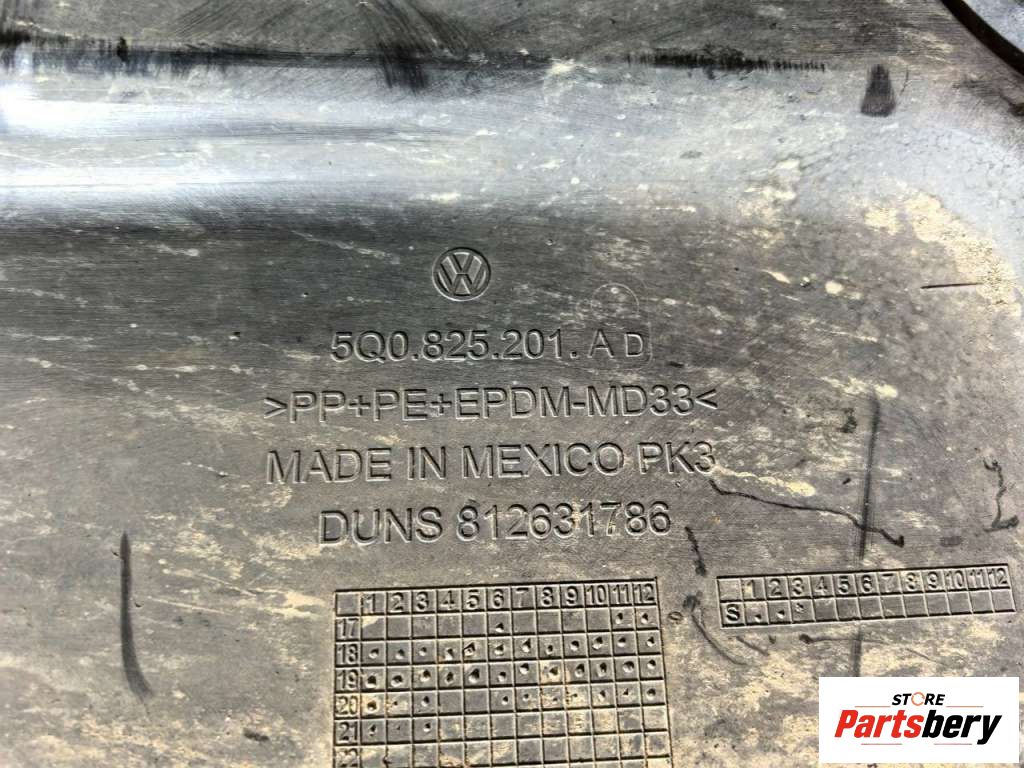 VW
5Q0.825.201.AD
>PP+PE+EPDM-MD33<
MADE IN MEXICO PK3
DUNS 812631786
1 2 3 4 5 6 7 8 9 10 11 12
17
18
19
20
21
22
1 2 3 4 5 6 7 8 9 10 11 12
S
STORE
Partsbery